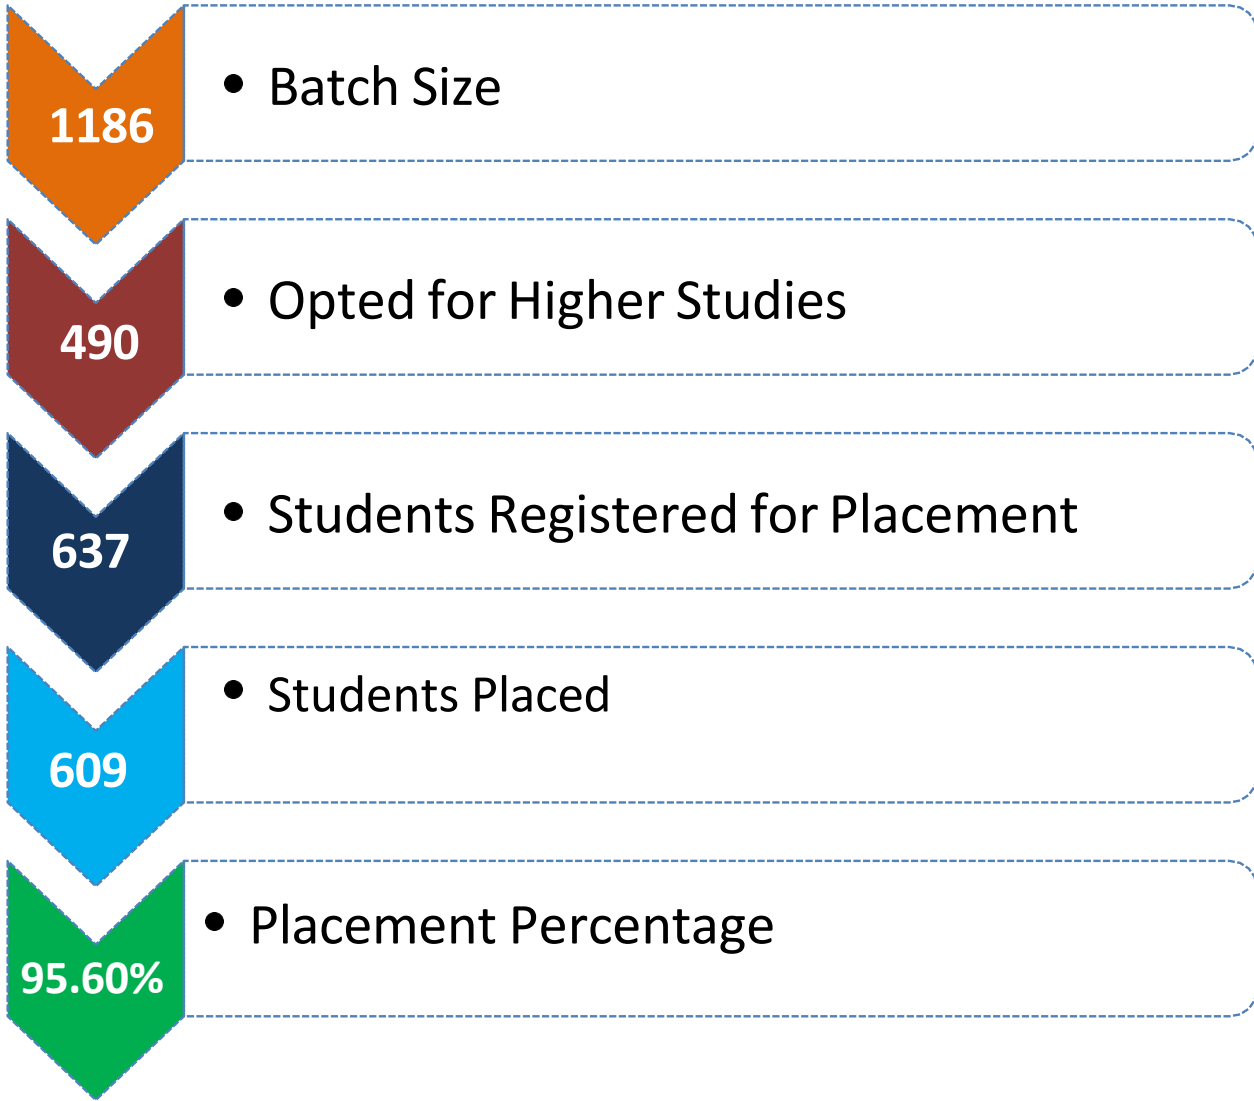 1186
• Batch Size
490
• Opted for Higher Studies
637
• Students Registered for Placement
609
• Students Placed
95.60%
• Placement Percentage